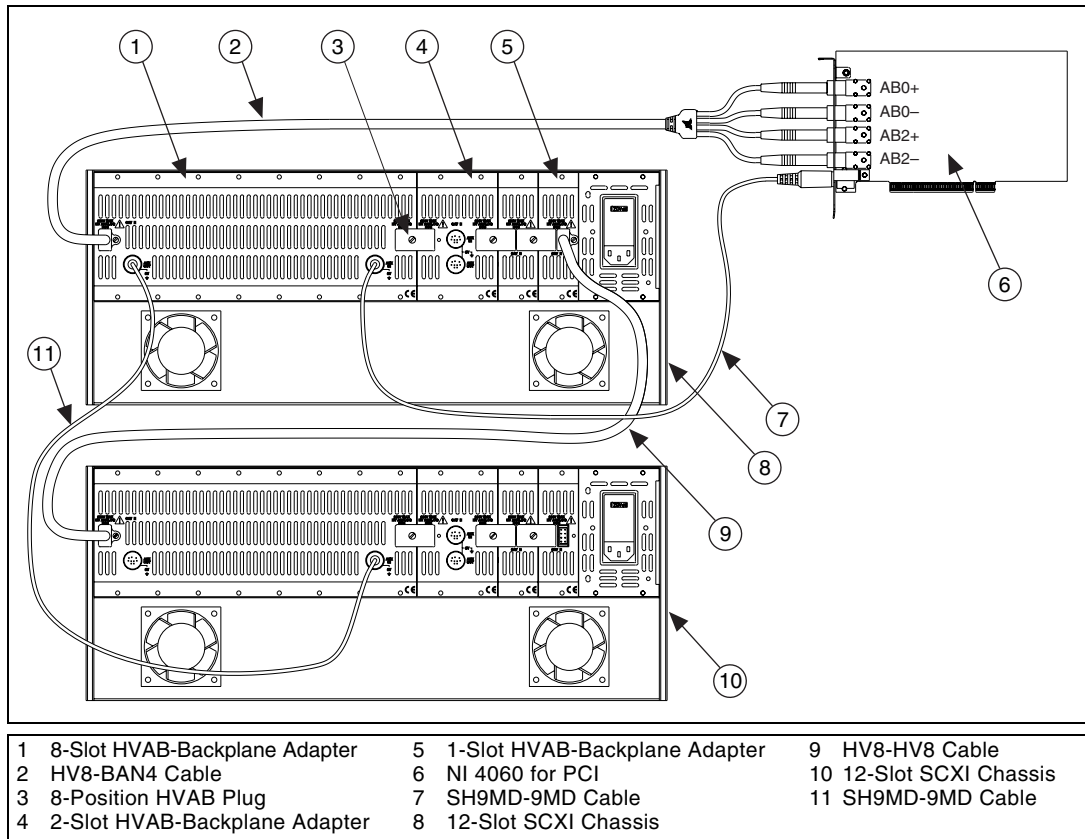 1
2
3
4
5
AB0+
AB0–
AB2+
AB2–
6
11
7
8
9
10
1 8-Slot HVAB-Backplane Adapter
2 HV8-BAN4 Cable
3 8-Position HVAB Plug
4 2-Slot HVAB-Backplane Adapter
5 1-Slot HVAB-Backplane Adapter
6 NI 4060 for PCI
7 SH9MD-9MD Cable
8 12-Slot SCXI Chassis
9 HV8-HV8 Cable
10 12-Slot SCXI Chassis
11 SH9MD-9MD Cable